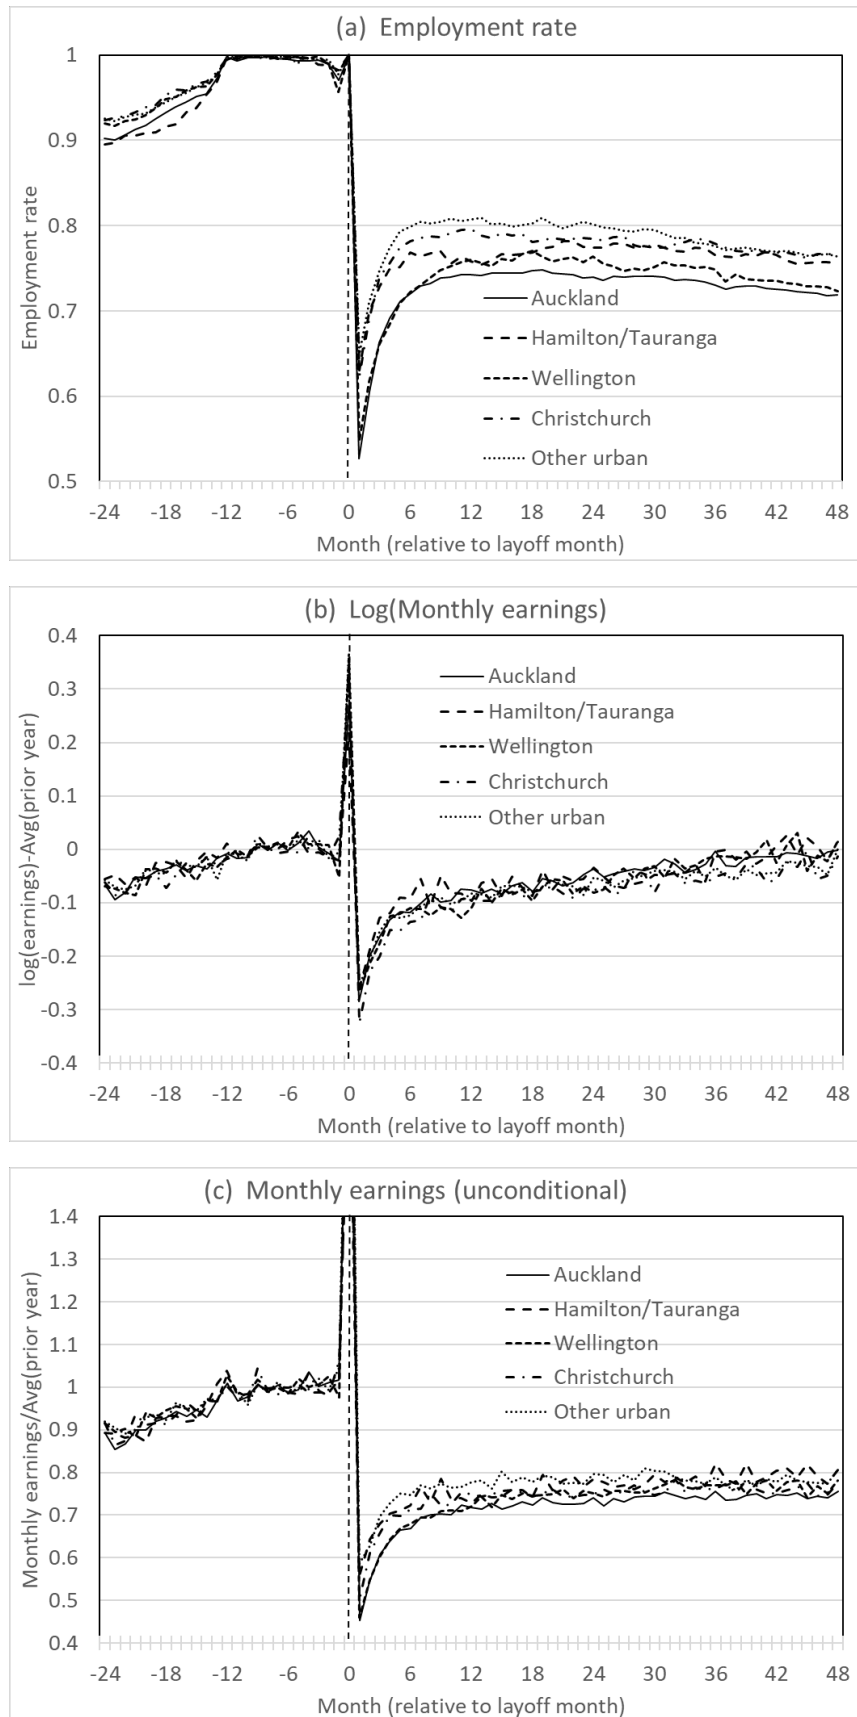 (a) Employment rate
Employment rate
1
0.9
0.8
0.7
0.6
0.5
Auckland
Hamilton/Tauranga
Wellington
Christchurch
Other urban
-24 -18 -12 -6 0 6 12 18 24 30 36 42 48
Month (relative to layoff month)
(b) Log(Monthly earnings)
log(earnings)-Avg(prior year)
0.4
0.3
0.2
0.1
0
-0.1
-0.2
-0.3
-0.4
Auckland
Hamilton/Tauranga
Wellington
Christchurch
Other urban
-24 -18 -12 -6 0 6 12 18 24 30 36 42 48
Month (relative to layoff month)
(c) Monthly earnings (unconditional)
Monthly earnings/Avg(prior year)
1.4
1.3
1.2
1.1
1
0.9
0.8
0.7
0.6
0.5
0.4
Auckland
Hamilton/Tauranga
Wellington
Christchurch
Other urban
-24 -18 -12 -6 0 6 12 18 24 30 36 42 48
Month (relative to layoff month)